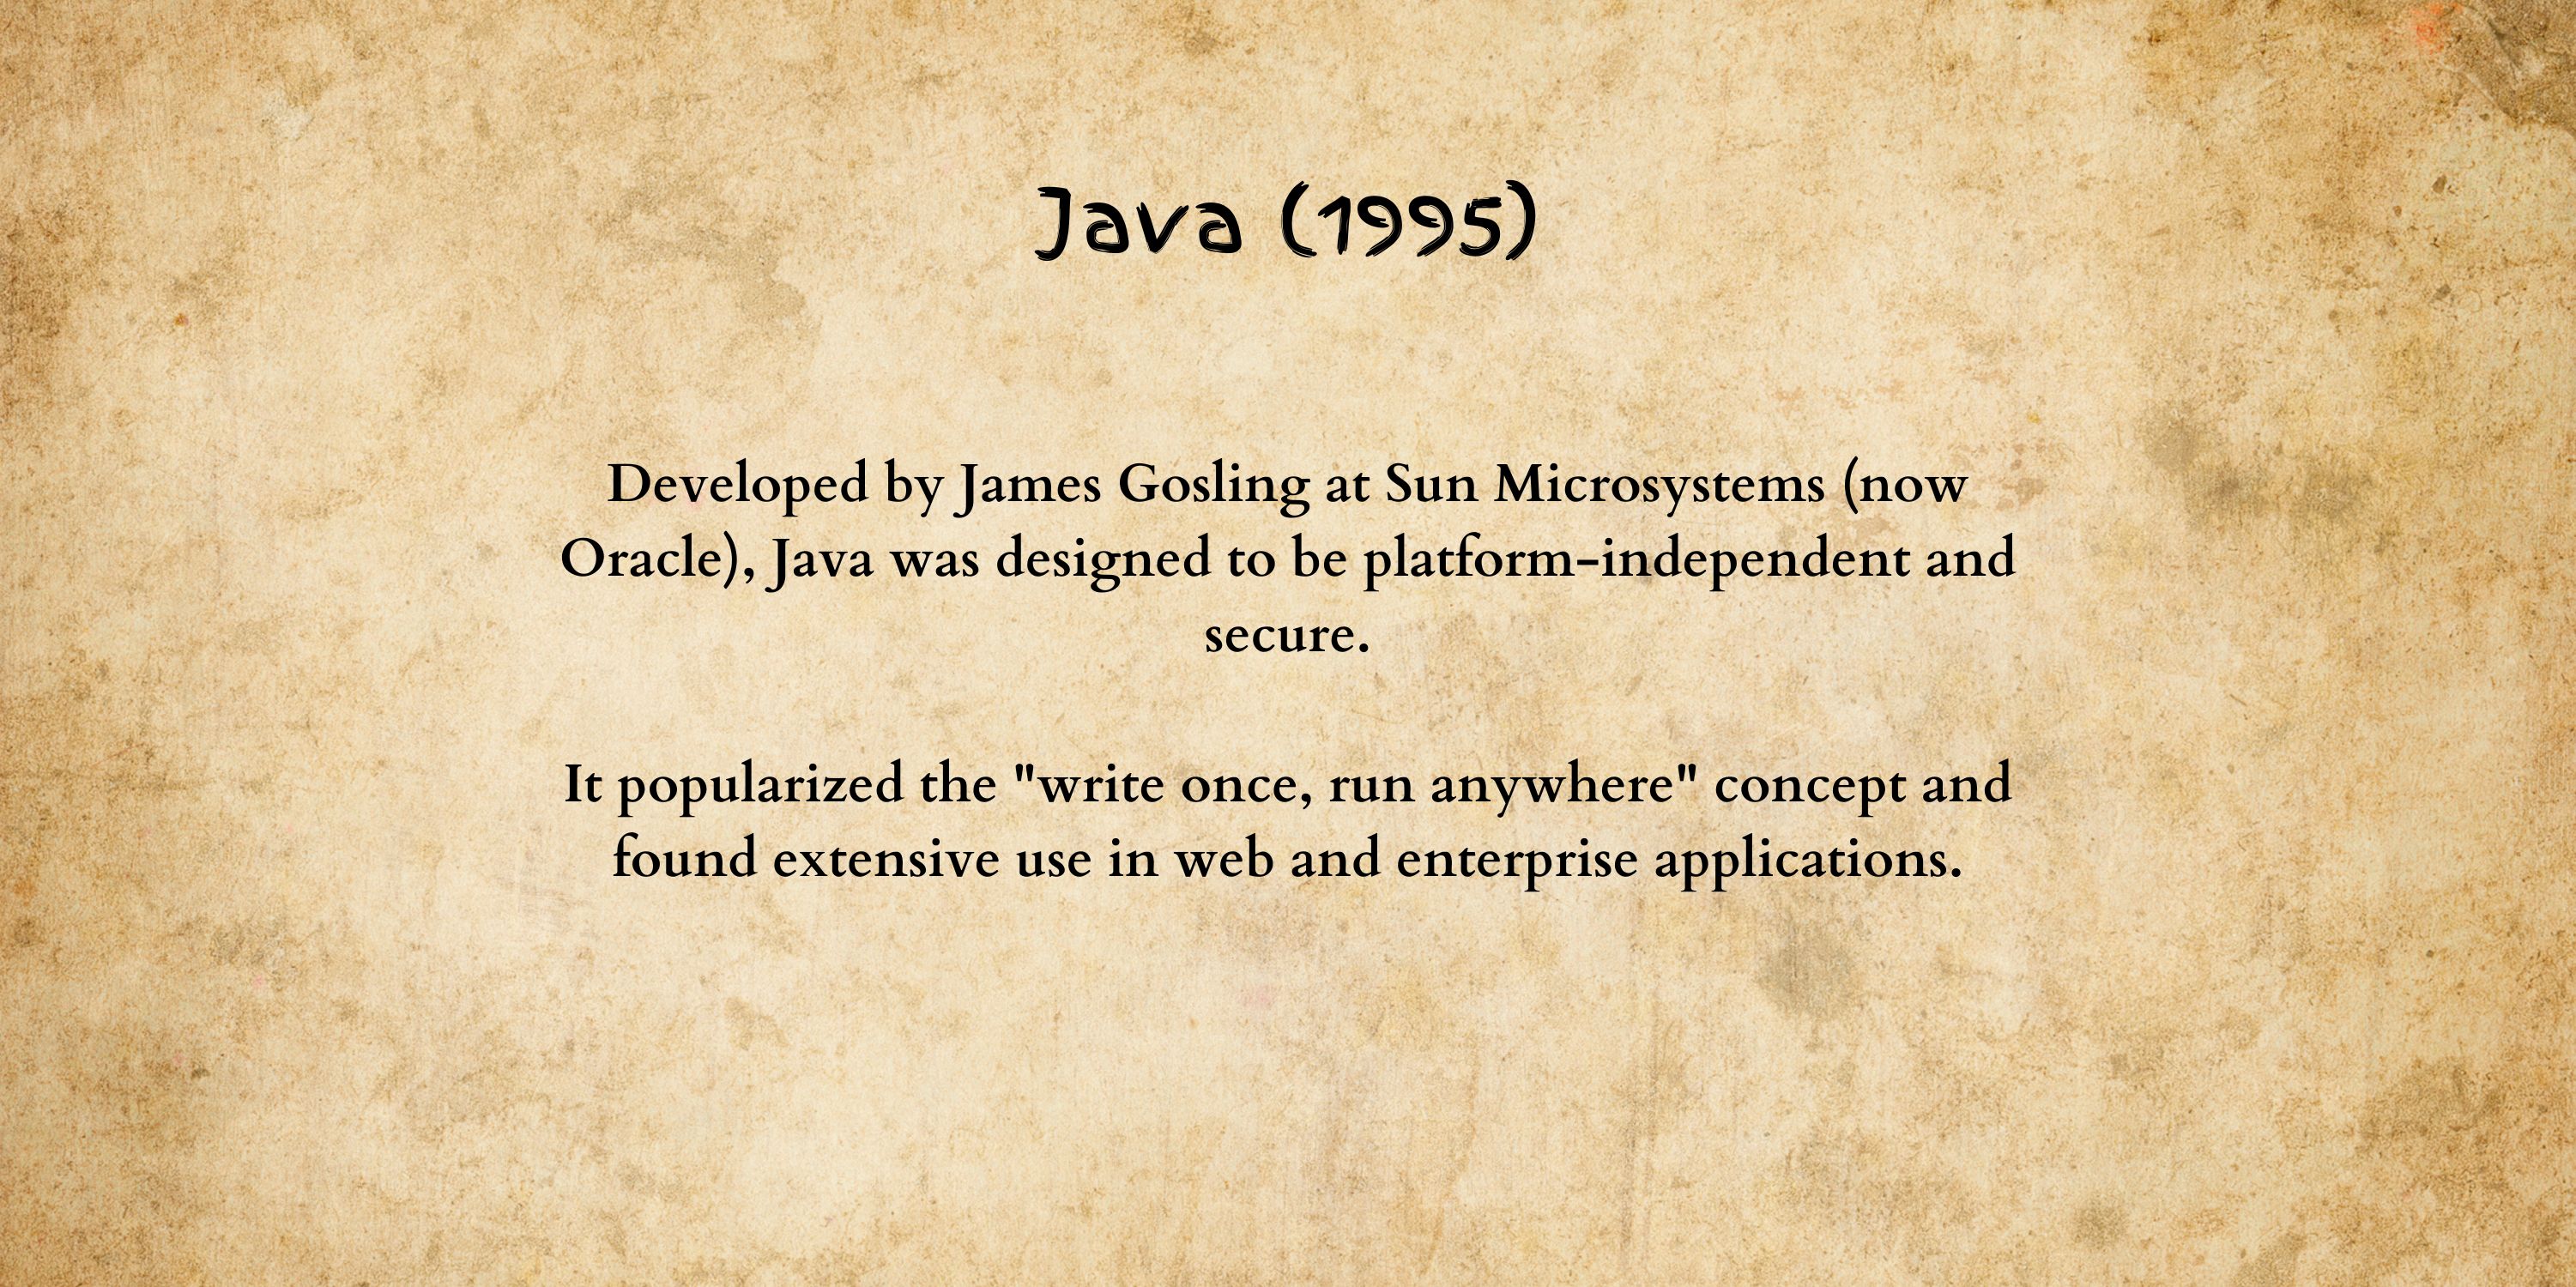 Java (1995)
Developed by James Gosling at Sun Microsystems (now
Oracle), Java was designed to be platform-independent and
secure.
It popularized the "write once, run anywhere" concept and
found extensive use in web and enterprise applications.